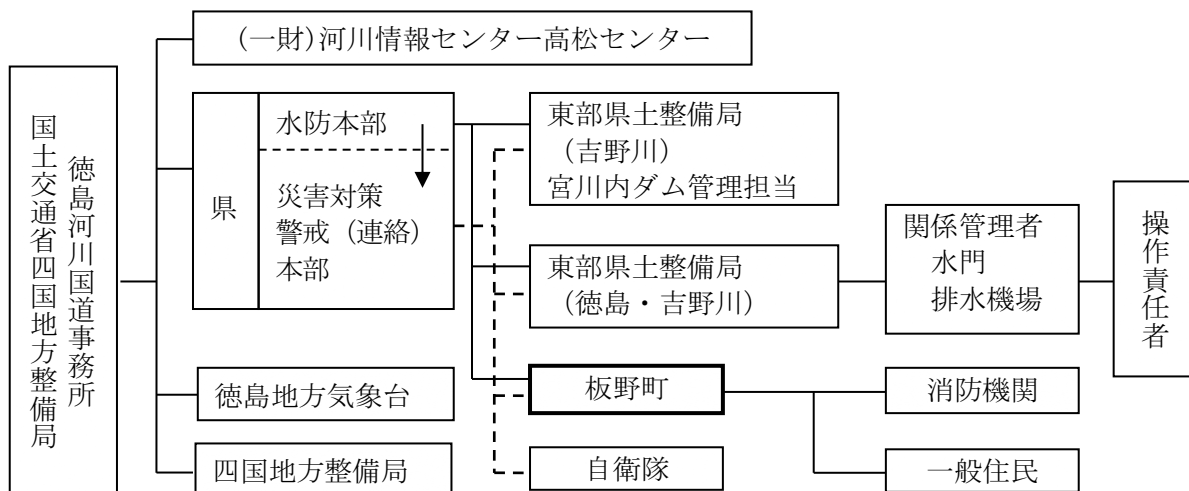 国土交通省四国地方整備局
徳島河川国道事務所
(一財)河川情報センター高松センター
県
水防本部
災害対策
警戒（連絡）
本部
徳島地方気象台
四国地方整備局
東部県土整備局
（吉野川）
宮川内ダム管理担当
東部県土整備局
（徳島・吉野川）
板野町
自衛隊
関係管理者
水門
排水機場
消防機関
一般住民
操作責任者